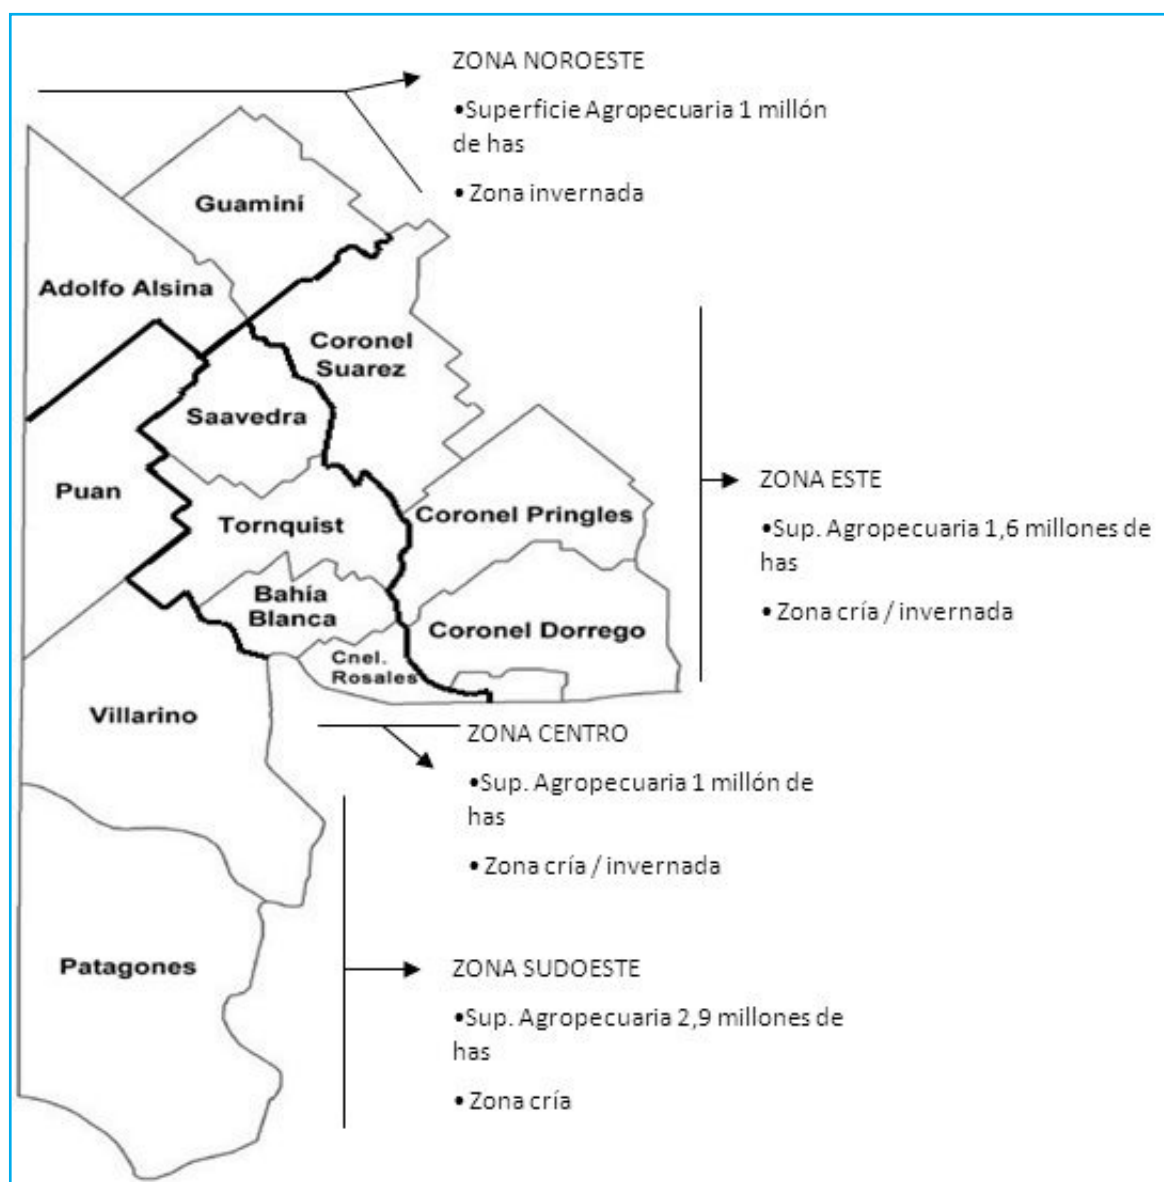 ZONA NOROESTE
•Superficie Agropecuaria 1 millón
de has
• Zona invernada
Guaminí
Adolfo Alsina
Coronel
Suarez
Saavedra
Puan
Tornquist
Coronel Pringles
Bahía
Blanca
Coronel Dorrego
Cnel.
Rosales
Villarino
Patagones
ZONA ESTE
•Sup. Agropecuaria 1,6 millones de
has
• Zona cría / invernada
ZONA CENTRO
•Sup. Agropecuaria 1 millón de
has
• Zona cría / invernada
ZONA SUDOESTE
•Sup. Agropecuaria 2,9 millones de
has
• Zona cría